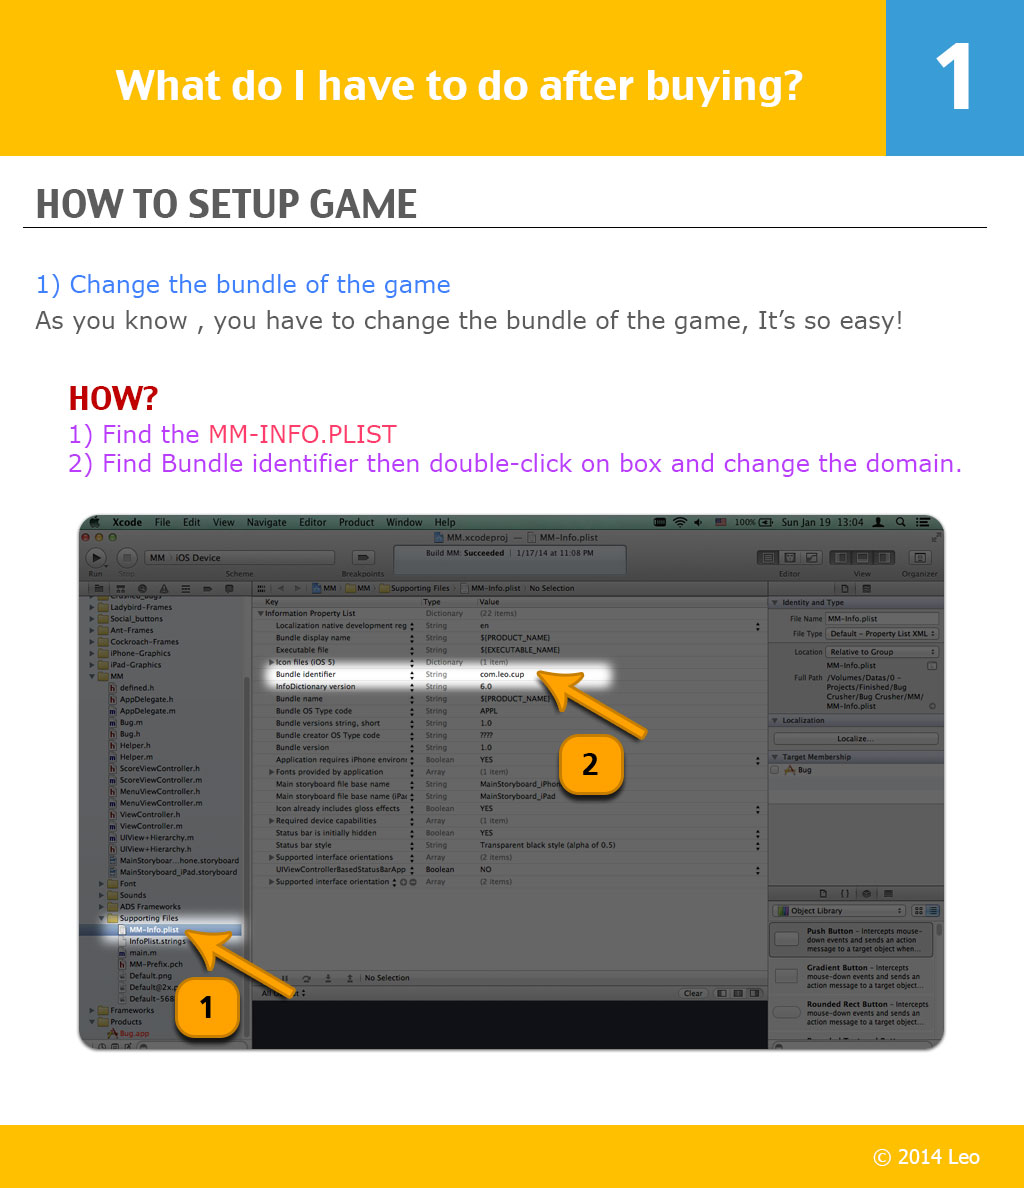 What do I have to do after buying?
1
HOW TO SETUP GAME
1) Change the bundle of the game
As you know , you have to change the bundle of the game, It’s so easy!
HOW?
1) Find the MM-INFO.PLIST
2) Find Bundle identifier then double-click on box and change the domain.
Xcode File Edit View Navigate Editor Product Window Help 100% Sun Jan 19 13:04
MM.xcodeproj — MM-Info.plist
MM iOS Device
Build MM: Succeeded | 1/17/14 at 11:08 PM
Run Stop Scheme Breakpoints Editor View Organizer
MM MM Supporting Files MM-Info.plist No Selection
Crushed_Bugs
Ladybird-Frames
Social_buttons
Ant-Frames
Cockroach-Frames
iPhone-Graphics
iPad-Graphics
MM
defined.h
AppDelegate.h
AppDelegate.m
Bug.m
Bug.h
Helper.h
Helper.m
ScoreViewController.h
ScoreViewController.m
MenuViewController.h
MenuViewController.m
ViewController.h
ViewController.m
UIView+Hierarchy.m
UIView+Hierarchy.h
MainStoryboar...hone.storyboard
MainStoryboard_iPad.storyboard
Font
Sounds
ADS Frameworks
Supporting Files
MM-Info.plist
InfoPlist.strings
main.m
MM-Prefix.pch
Default.png
Default@2x.p
Default-568
Frameworks
Products
Bug.app
1
Key Type Value
Information Property List Dictionary (22 items)
Localization native development reg String en
Bundle display name String ${PRODUCT_NAME}
Executable file String ${EXECUTABLE_NAME}
Icon files (iOS 5) Dictionary (1 item)
Bundle identifier String com.leo.cup
InfoDictionary version String 6.0
Bundle name String ${PRODUCT_NAME}
Bundle OS Type code String APPL
Bundle versions string, short String 1.0
Bundle creator OS Type code String ????
Bundle version String 1.0
Application requires iPhone environ Boolean YES
Fonts provided by application Array (1 item)
Main storyboard file base name String MainStoryboard_iPhon
Main storyboard file base name (iPac String MainStoryboard_iPad
Icon already includes gloss effects Boolean YES
Required device capabilities Array (1 item)
Status bar is initially hidden Boolean YES
Status bar style String Transparent black style (alpha of 0.5)
Supported interface orientations Array (2 items)
UIViewControllerBasedStatusBarApp Boolean NO
Supported interface orientation Array (2 items)
2
No Selection
All Clear
Identity and Type
File Name MM-Info.plist
File Type Default - Property List XML
Location Relative to Group
MM-Info.plist
Full Path /Volumes/Datas/0 -
Projects/Finished/Bug
Crusher/Bug Crusher/MM/
MM-Info.plist
Localization
Localize...
Target Membership
Bug
Object Library
Push Button - Intercepts mouse-
down events and sends an action
message to a target object when...
Gradient Button - Intercepts
mouse-down events and sends an
action message to a target object...
Rounded Rect Button - Intercepts
mouse-down events and sends an
action message to a target object...
© 2014 Leo